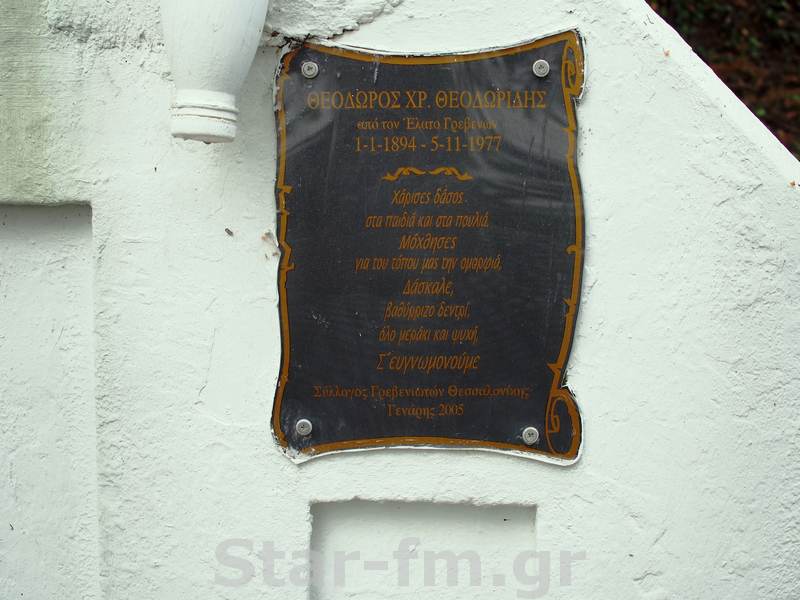 ΘΕΟΔΩΡΟΣ ΧΡ. ΘΕΟΔΩΡΙΔΗΣ
από τον Έλατο Γρεβενών
1-1-1894 - 5-11-1977
Χάρισες δάσος
στα παιδιά και στα πουλιά.
Μόχθησες
για του τόπου μας την ομορφιά,
Δάσκαλε,
βαθύρριζο δεντρί,
όλο μεράκι και ψυχή,
Σ΄ευγνωμονούμε
Σύλλογος Γρεβενιωτών Θεσσαλονίκης
Γενάρης 2005
Star-fm.gr